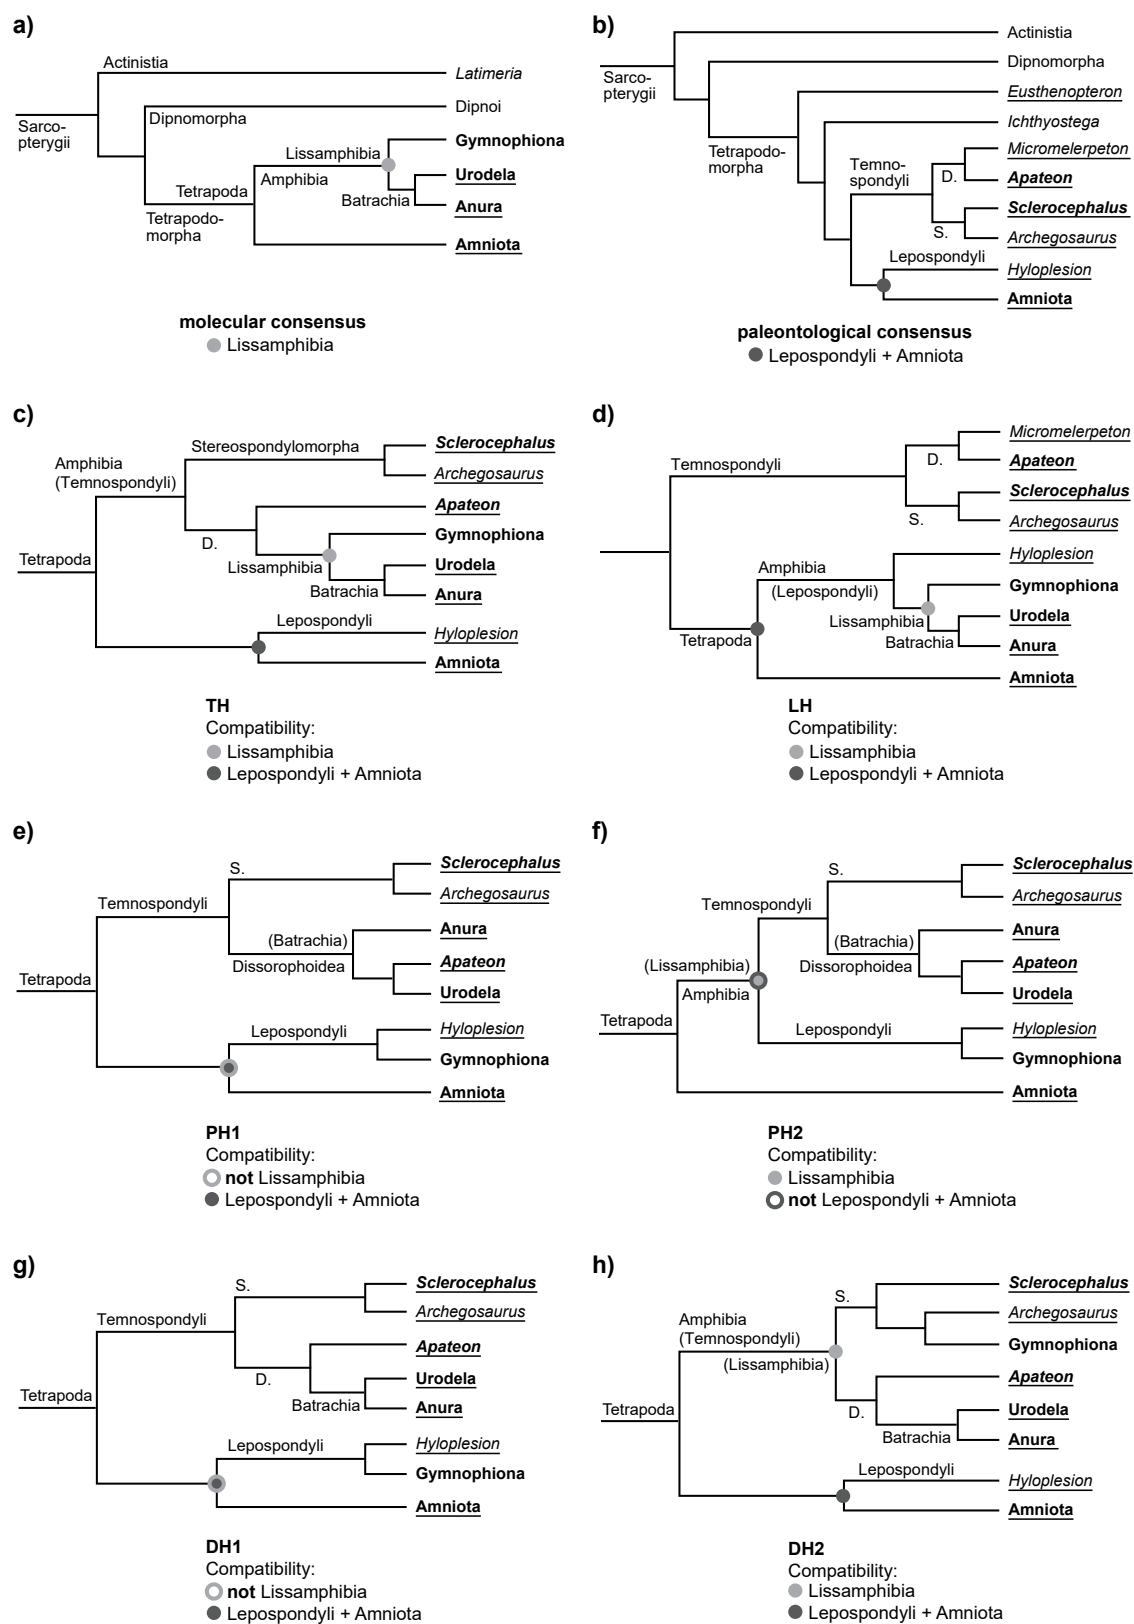 a)
Actinistia
Latimeria
Sarco-
pterygii
Dipnoi
Dipnomorpha
Gymnophiona
Lissamphibia
Urodela
Tetrapoda
Amphibia
Batrachia
Anura
Tetrapodo-
morpha
Amniota
molecular consensus
Lissamphibia
b)
Actinistia
Dipnomorpha
Sarco-
pterygii
Eusthenopteron
Ichthyostega
Tetrapodo-
morpha
Temno-
spondyli
Micromelerpeton
D.
Apateon
Sclerocephalus
S.
Archegosaurus
Lepospondyli
Hyloplesion
Amniota
paleontological consensus
Lepospondyli + Amniota
c)
Stereospondylomorpha
Sclerocephalus
Amphibia
(Temnospondyli)
Archegosaurus
Apateon
D.
Gymnophiona
Tetrapoda
Lissamphibia
Urodela
Batrachia
Anura
Lepospondyli
Hyloplesion
Amniota
TH
Compatibility:
Lissamphibia
Lepospondyli + Amniota
d)
Micromelerpeton
Temnospondyli
D.
Apateon
Sclerocephalus
S.
Archegosaurus
Hyloplesion
Amphibia
(Lepospondyli)
Gymnophiona
Lissamphibia
Urodela
Tetrapoda
Batrachia
Anura
Amniota
LH
Compatibility:
Lissamphibia
Lepospondyli + Amniota
e)
S.
Sclerocephalus
Archegosaurus
Temnospondyli
Anura
(Batrachia)
Dissorophoidea
Apateon
Tetrapoda
Urodela
Lepospondyli
Hyloplesion
Gymnophiona
Amniota
PH1
Compatibility:
not Lissamphibia
Lepospondyli + Amniota
f)
S.
Sclerocephalus
Archegosaurus
Temnospondyli
Anura
(Batrachia)
Dissorophoidea
Apateon
(Lissamphibia)
Amphibia
Urodela
Tetrapoda
Lepospondyli
Hyloplesion
Gymnophiona
Amniota
PH2
Compatibility:
Lissamphibia
not Lepospondyli + Amniota
g)
S.
Sclerocephalus
Archegosaurus
Temnospondyli
Apateon
D.
Urodela
Tetrapoda
Batrachia
Anura
Lepospondyli
Hyloplesion
Gymnophiona
Amniota
DH1
Compatibility:
not Lissamphibia
Lepospondyli + Amniota
h)
S.
Sclerocephalus
Amphibia
(Temnospondyli)
(Lissamphibia)
Archegosaurus
Gymnophiona
Apateon
D.
Urodela
Tetrapoda
Batrachia
Anura
Lepospondyli
Hyloplesion
Amniota
DH2
Compatibility:
Lissamphibia
Lepospondyli + Amniota